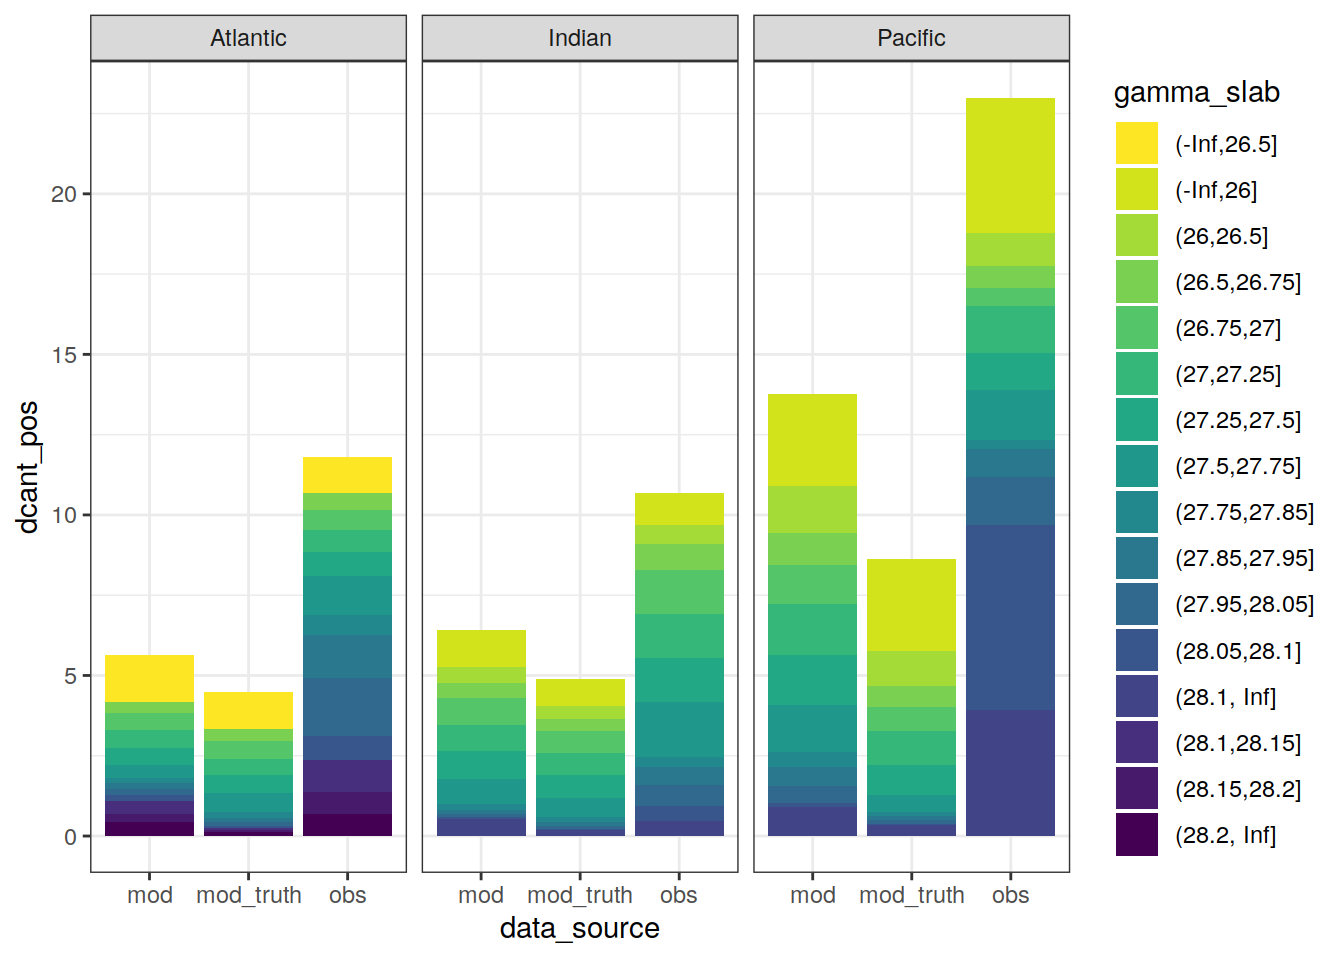 Atlantic Indian Pacific
gamma_slab
(-Inf,26.5]
(-Inf,26]
(26,26.5]
(26.5,26.75]
(26.75,27]
(27,27.25]
(27.25,27.5]
(27.5,27.75]
(27.75,27.85]
(27.85,27.95]
(27.95,28.05]
(28.05,28.1]
(28.1, Inf]
(28.1,28.15]
(28.15,28.2]
(28.2, Inf]
dcant_pos
20
15
10
5
0
mod mod_truth obs mod mod_truth obs mod mod_truth obs
data_source